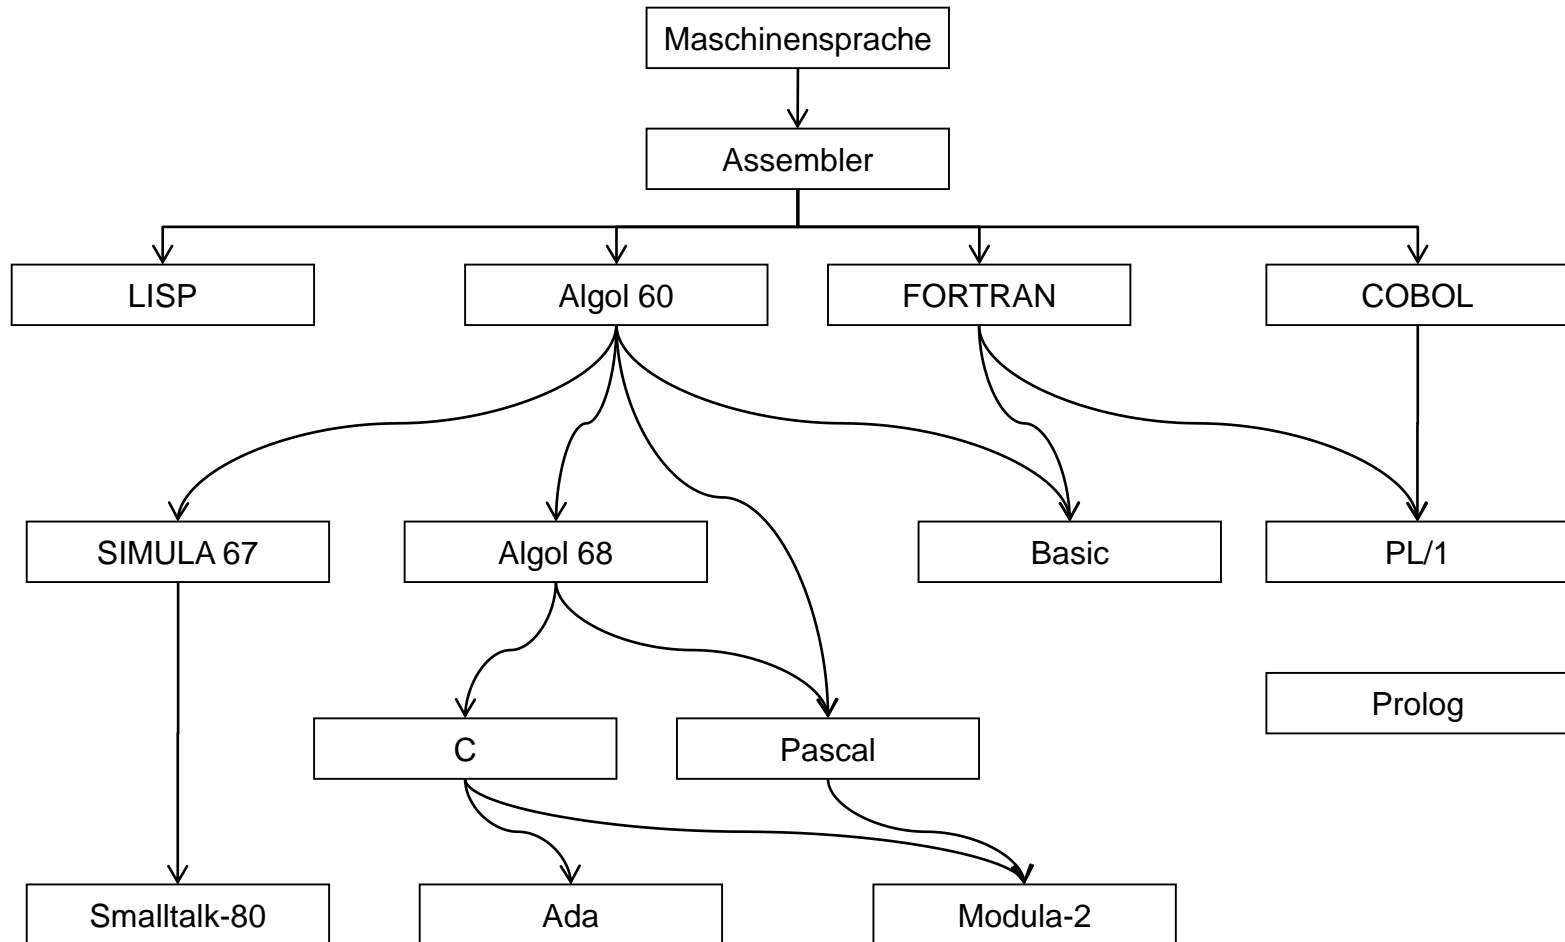 Maschinensprache
Assembler
LISP
Algol 60
FORTRAN
COBOL
SIMULA 67
Algol 68
Basic
PL/1
Prolog
C
Pascal
Smalltalk-80
Ada
Modula-2